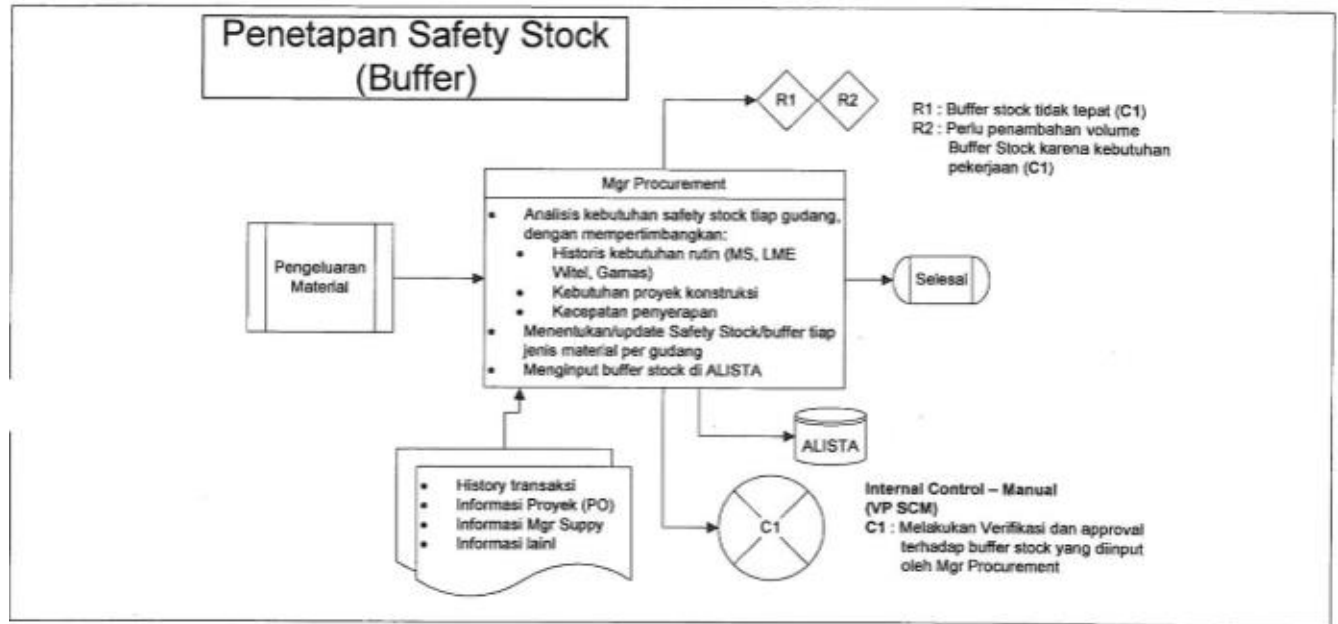 Penetapan Safety Stock
(Buffer)
R1
R2
R1 : Buffer stock tidak tepat (C1)
R2 : Perlu penambahan volume
Buffer Stock karena kebutuhan
pekerjaan (C1)
Mgr Procurement
• Analisis kebutuhan safety stock tiap gudang,
dengan mempertimbangkan:
• Historis kebutuhan rutin (MS, LME
Witel, Gamas)
• Kebutuhan proyek konstruksi
• Kecepatan penyerapan
• Menentukan/update Safety Stock/buffer tiap
jenis material per gudang
• Menginput buffer stock di ALISTA
Pengeluaran
Material
Selesai
ALISTA
• History transaksi
• Informasi Proyek (PO)
• Informasi Mgr Suppy
• Informasi lainl
C1
Internal Control – Manual
(VP SCM)
C1 : Melakukan Verifikasi dan approval
terhadap buffer stock yang diinput
oleh Mgr Procurement